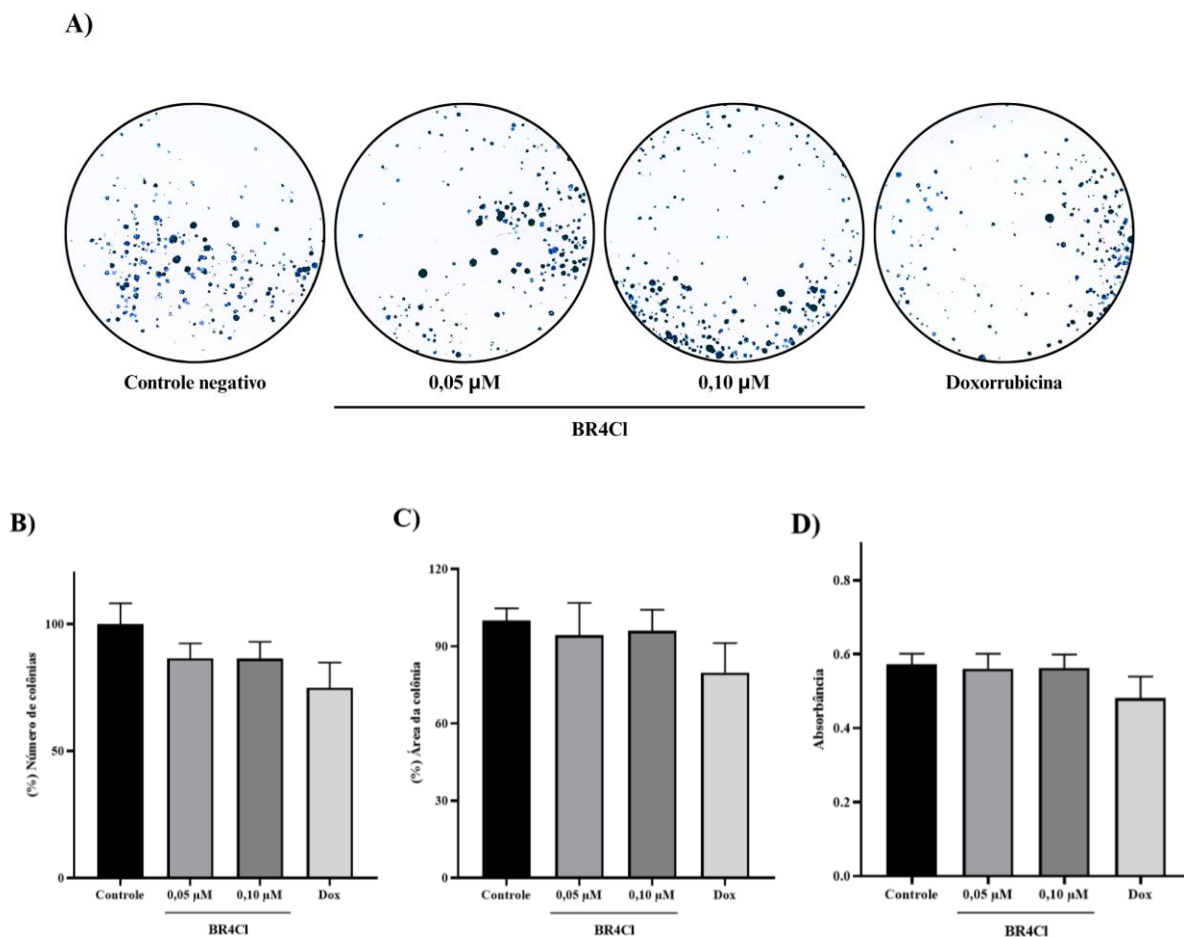 A)
Controle negativo
0,05 µM
0,10 µM
Doxorrubicina
BR4Cl
B)
(%) Número de colônias
100
50
0
Controle
0,05 µM
0,10 µM
Dox
BR4Cl
C)
(%) Área da colônia
120
90
60
30
0
Controle
0,05 µM
0,10 µM
Dox
BR4Cl
D)
Absorbância
0.8
0.6
0.4
0.2
0.0
Controle
0,05 µM
0,10 µM
Dox
BR4Cl